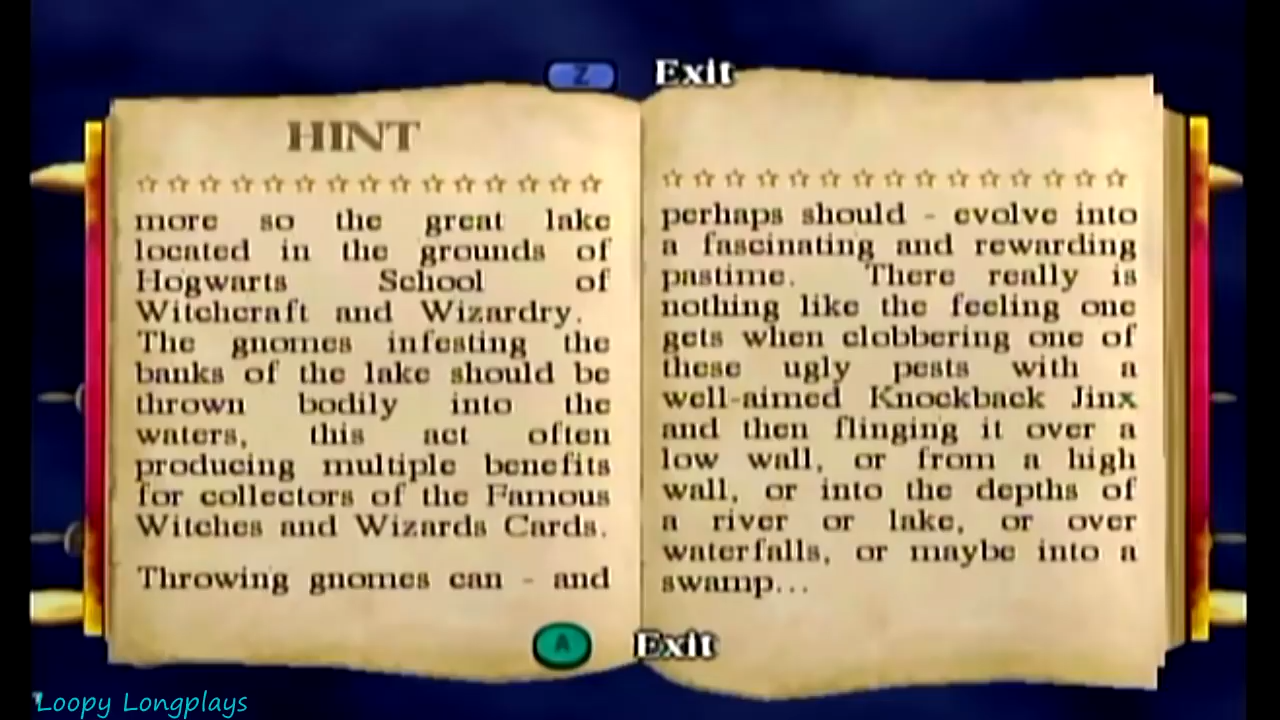 Z Exit
HINT
more so the great lake
located in the grounds of
Hogwarts School of
Witchcraft and Wizardry.
The gnomes infesting the
banks of the lake should be
thrown bodily into the
waters, this act often
producing multiple benefits
for collectors of the Famous
Witches and Wizards Cards.
Throwing gnomes can - and
perhaps should - evolve into
a fascinating and rewarding
pastime. There really is
nothing like the feeling one
gets when clobbering one of
these ugly pests with a
well-aimed Knockback Jinx
and then flinging it over a
low wall, or from a high
wall, or into the depths of
a river or lake, or over
waterfalls, or maybe into a
swamp...
A Exit
Loopy Longplays